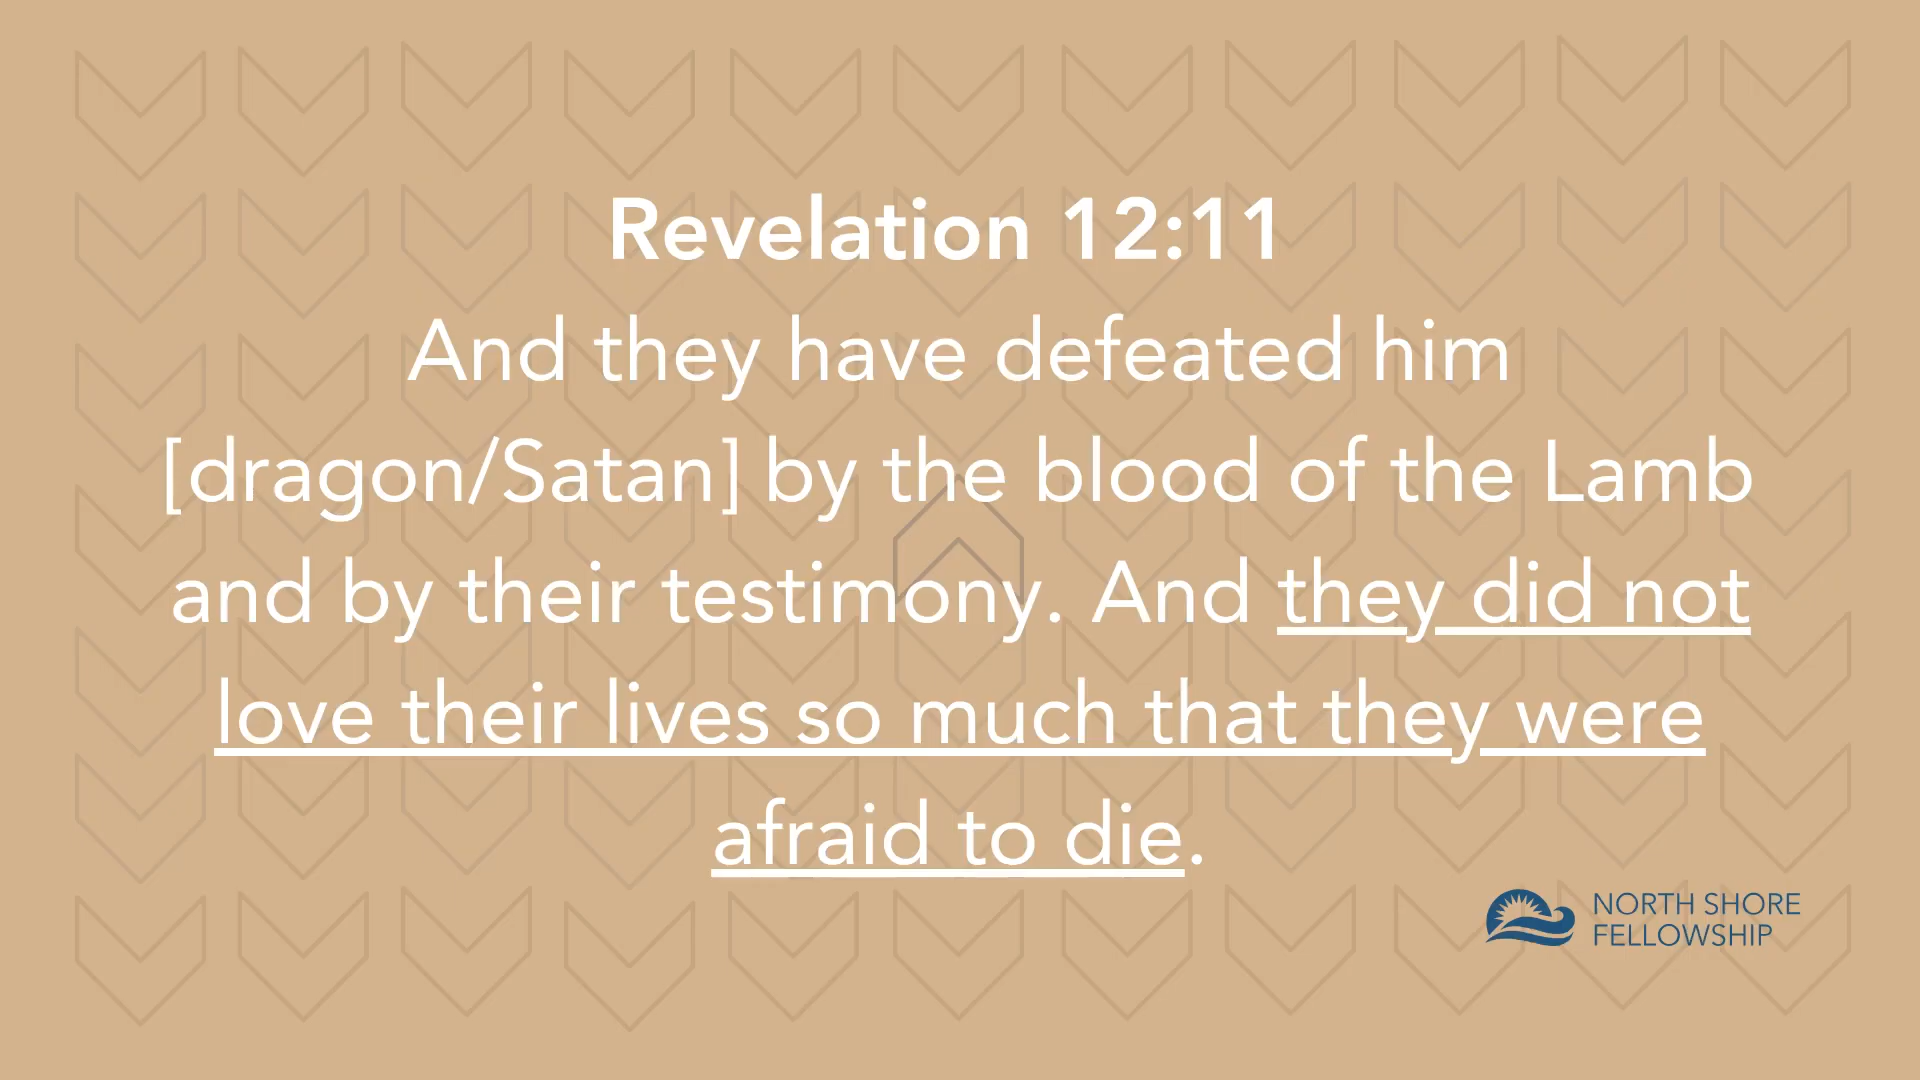 Revelation 12:11
And they have defeated him
[dragon/Satan] by the blood of the Lamb
and by their testimony. And they did not
love their lives so much that they were
afraid to die.
NORTH SHORE
FELLOWSHIP